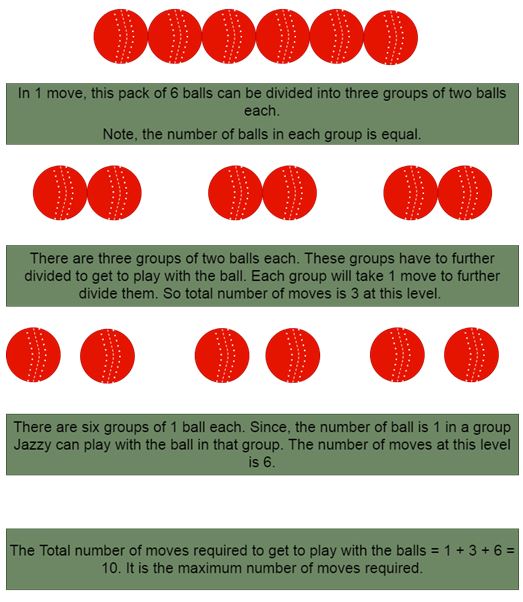 In 1 move, this pack of 6 balls can be divided into three groups of two balls
each.
Note, the number of balls in each group is equal.
There are three groups of two balls each. These groups have to further
divided to get to play with the ball. Each group will take 1 move to further
divide them. So total number of moves is 3 at this level.
There are six groups of 1 ball each. Since, the number of ball is 1 in a group
Jazzy can play with the ball in that group. The number of moves at this level
is 6.
The Total number of moves required to get to play with the balls = 1 + 3 + 6 =
10. It is the maximum number of moves required.